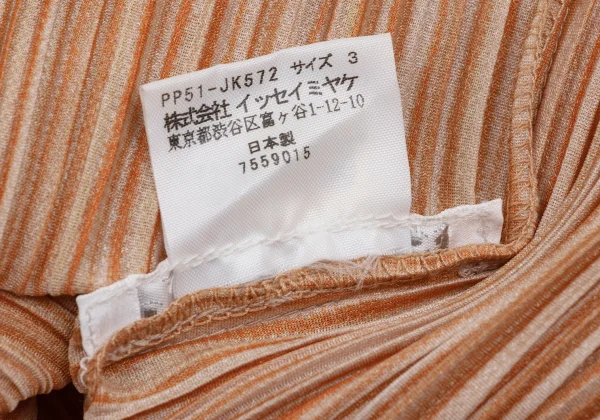 PP51-JK572 サイズ 3
株式会社 イッセイミヤケ
東京都渋谷区富ヶ谷1-12-10
日本製
7559015